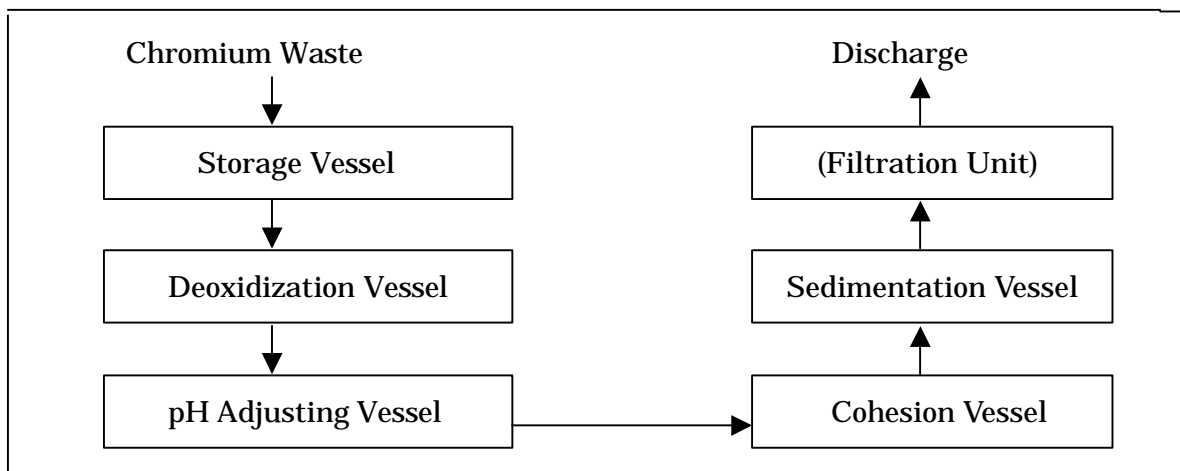 Chromium Waste
Storage Vessel
Deoxidization Vessel
pH Adjusting Vessel
Cohesion Vessel
Sedimentation Vessel
(Filtration Unit)
Discharge